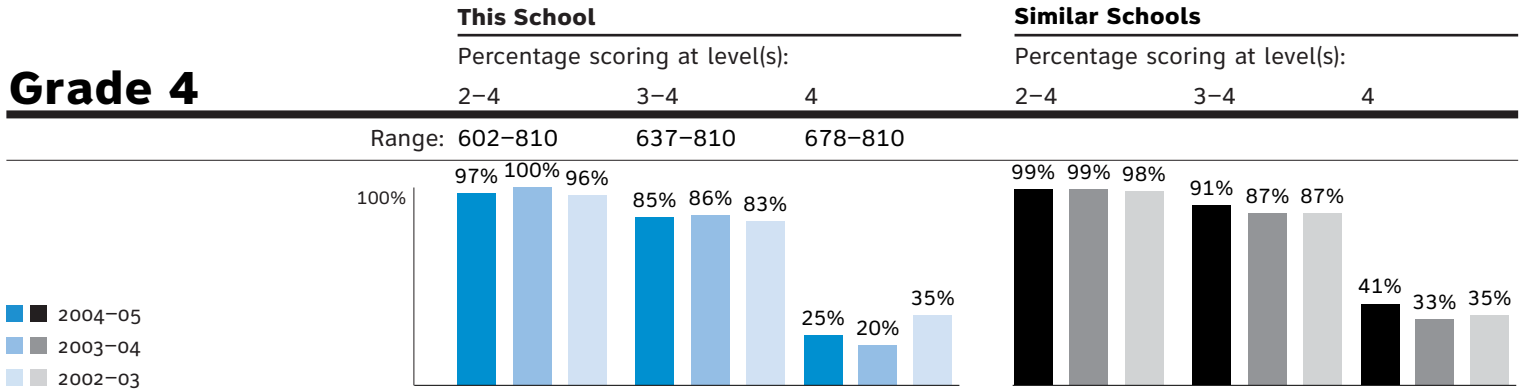 This School
Similar Schools
Percentage scoring at level(s):
Percentage scoring at level(s):
Grade 4
2–4 3–4 4
2–4 3–4 4
Range: 602–810 637–810 678–810
100%
97% 100% 96% 85% 86% 83% 25% 20% 35%
99% 99% 98% 91% 87% 87% 41% 33% 35%
2004–05
2003–04
2002–03